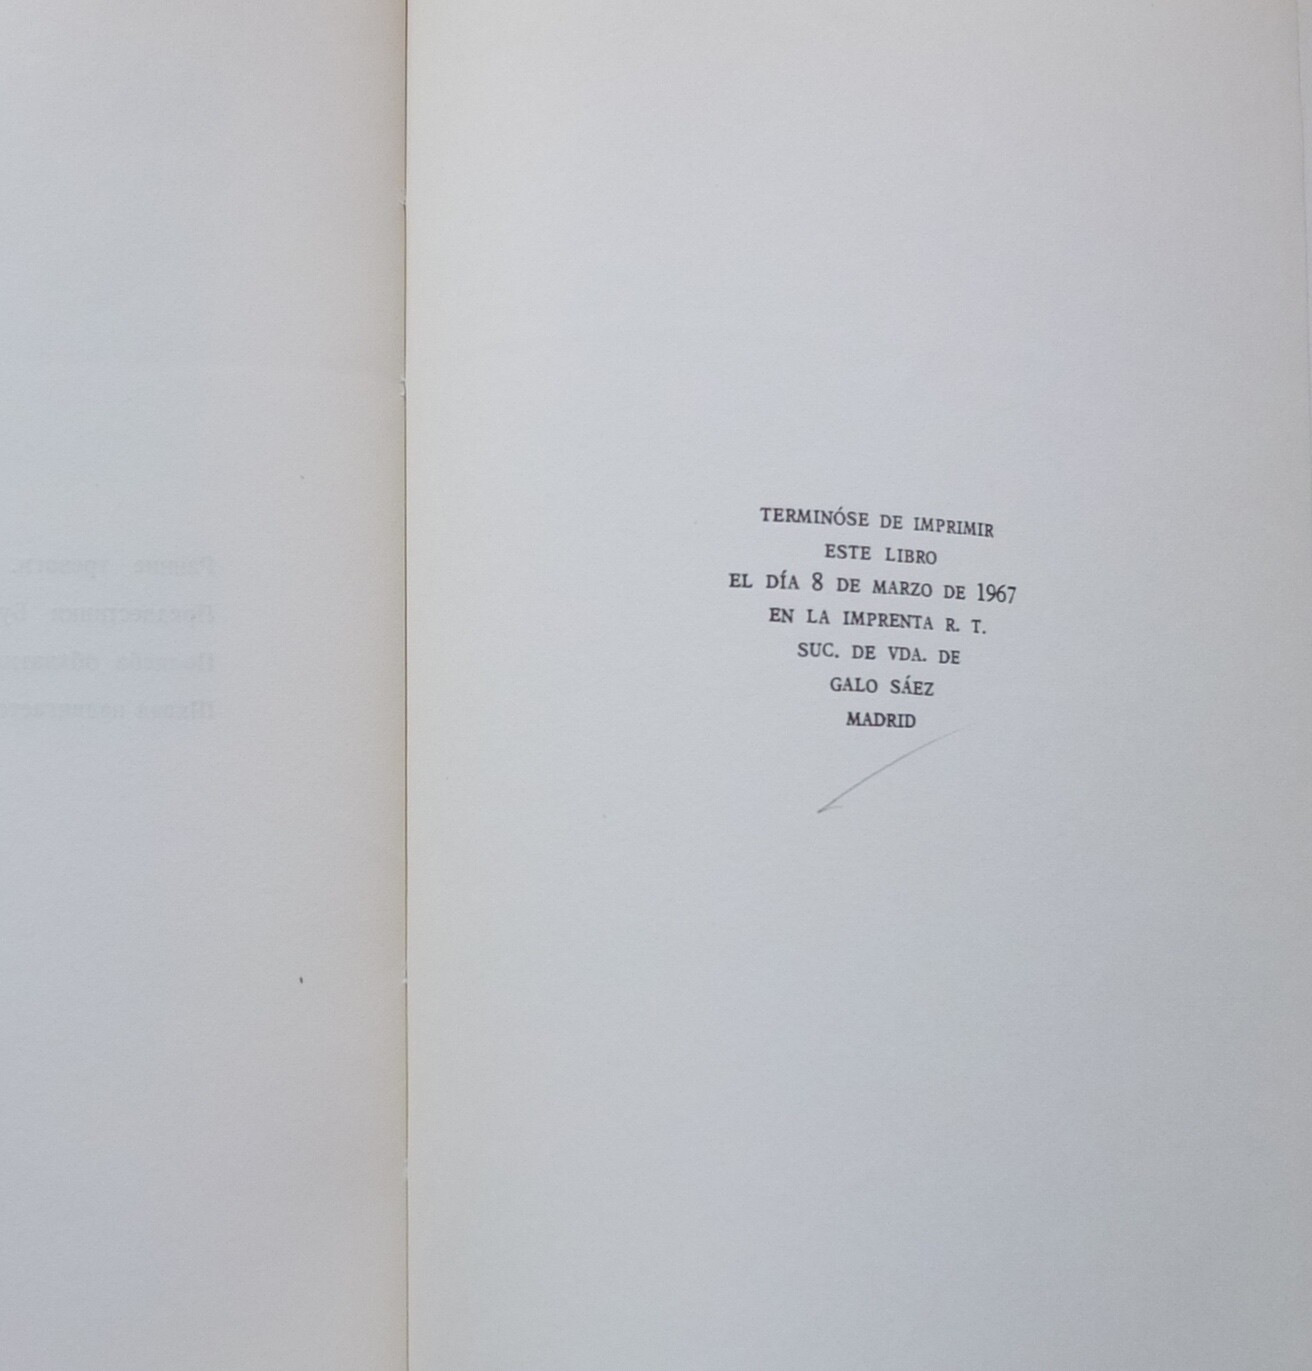 TERMINÓSE DE IMPRIMIR
ESTE LIBRO
EL DÍA 8 DE MARZO DE 1967
EN LA IMPRENTA R. T.
SUC. DE VDA. DE
GALO SÁEZ
MADRID